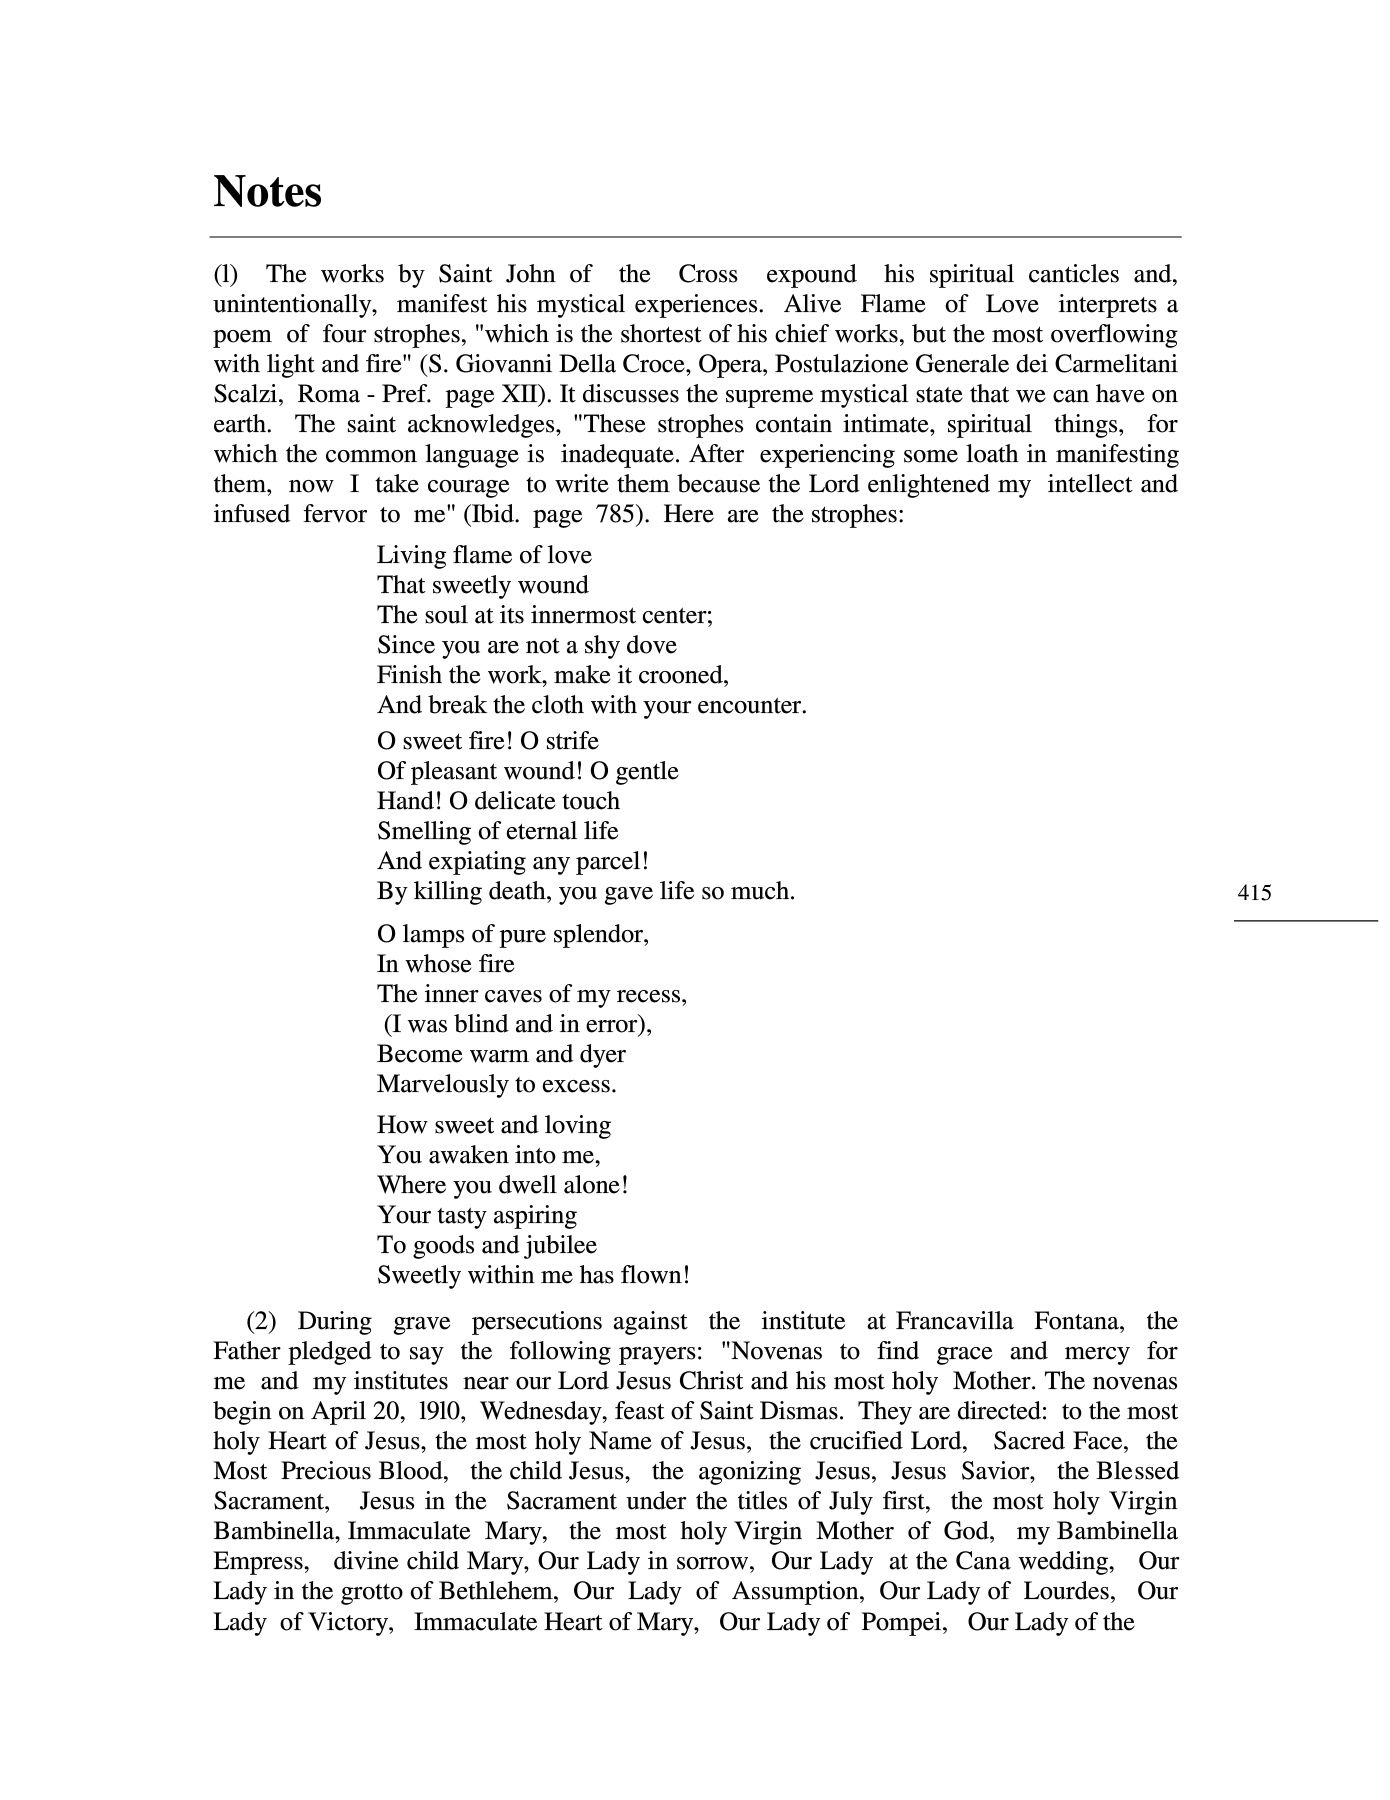 Notes
(l) The works by Saint John of the Cross expound his spiritual canticles and,
unintentionally, manifest his mystical experiences. Alive Flame of Love interprets a
poem of four strophes, "which is the shortest of his chief works, but the most overflowing
with light and fire" (S. Giovanni Della Croce, Opera, Postulazione Generale dei Carmelitani
Scalzi, Roma - Pref. page XII). It discusses the supreme mystical state that we can have on
earth. The saint acknowledges, "These strophes contain intimate, spiritual things, for
which the common language is inadequate. After experiencing some loath in manifesting
them, now I take courage to write them because the Lord enlightened my intellect and
infused fervor to me" (Ibid. page 785). Here are the strophes:
Living flame of love
That sweetly wound
The soul at its innermost center;
Since you are not a shy dove
Finish the work, make it crooned,
And break the cloth with your encounter.
O sweet fire! O strife
Of pleasant wound! O gentle
Hand! O delicate touch
Smelling of eternal life
And expiating any parcel!
By killing death, you gave life so much.
415
O lamps of pure splendor,
In whose fire
The inner caves of my recess,
(I was blind and in error),
Become warm and dyer
Marvelously to excess.
How sweet and loving
You awaken into me,
Where you dwell alone!
Your tasty aspiring
To goods and jubilee
Sweetly within me has flown!
(2) During grave persecutions against the institute at Francavilla Fontana, the
Father pledged to say the following prayers: "Novenas to find grace and mercy for
me and my institutes near our Lord Jesus Christ and his most holy Mother. The novenas
begin on April 20, 19l0, Wednesday, feast of Saint Dismas. They are directed: to the most
holy Heart of Jesus, the most holy Name of Jesus, the crucified Lord, Sacred Face, the
Most Precious Blood, the child Jesus, the agonizing Jesus, Jesus Savior, the Blessed
Sacrament, Jesus in the Sacrament under the titles of July first, the most holy Virgin
Bambinella, Immaculate Mary, the most holy Virgin Mother of God, my Bambinella
Empress, divine child Mary, Our Lady in sorrow, Our Lady at the Cana wedding, Our
Lady in the grotto of Bethlehem, Our Lady of Assumption, Our Lady of Lourdes, Our
Lady of Victory, Immaculate Heart of Mary, Our Lady of Pompei, Our Lady of the